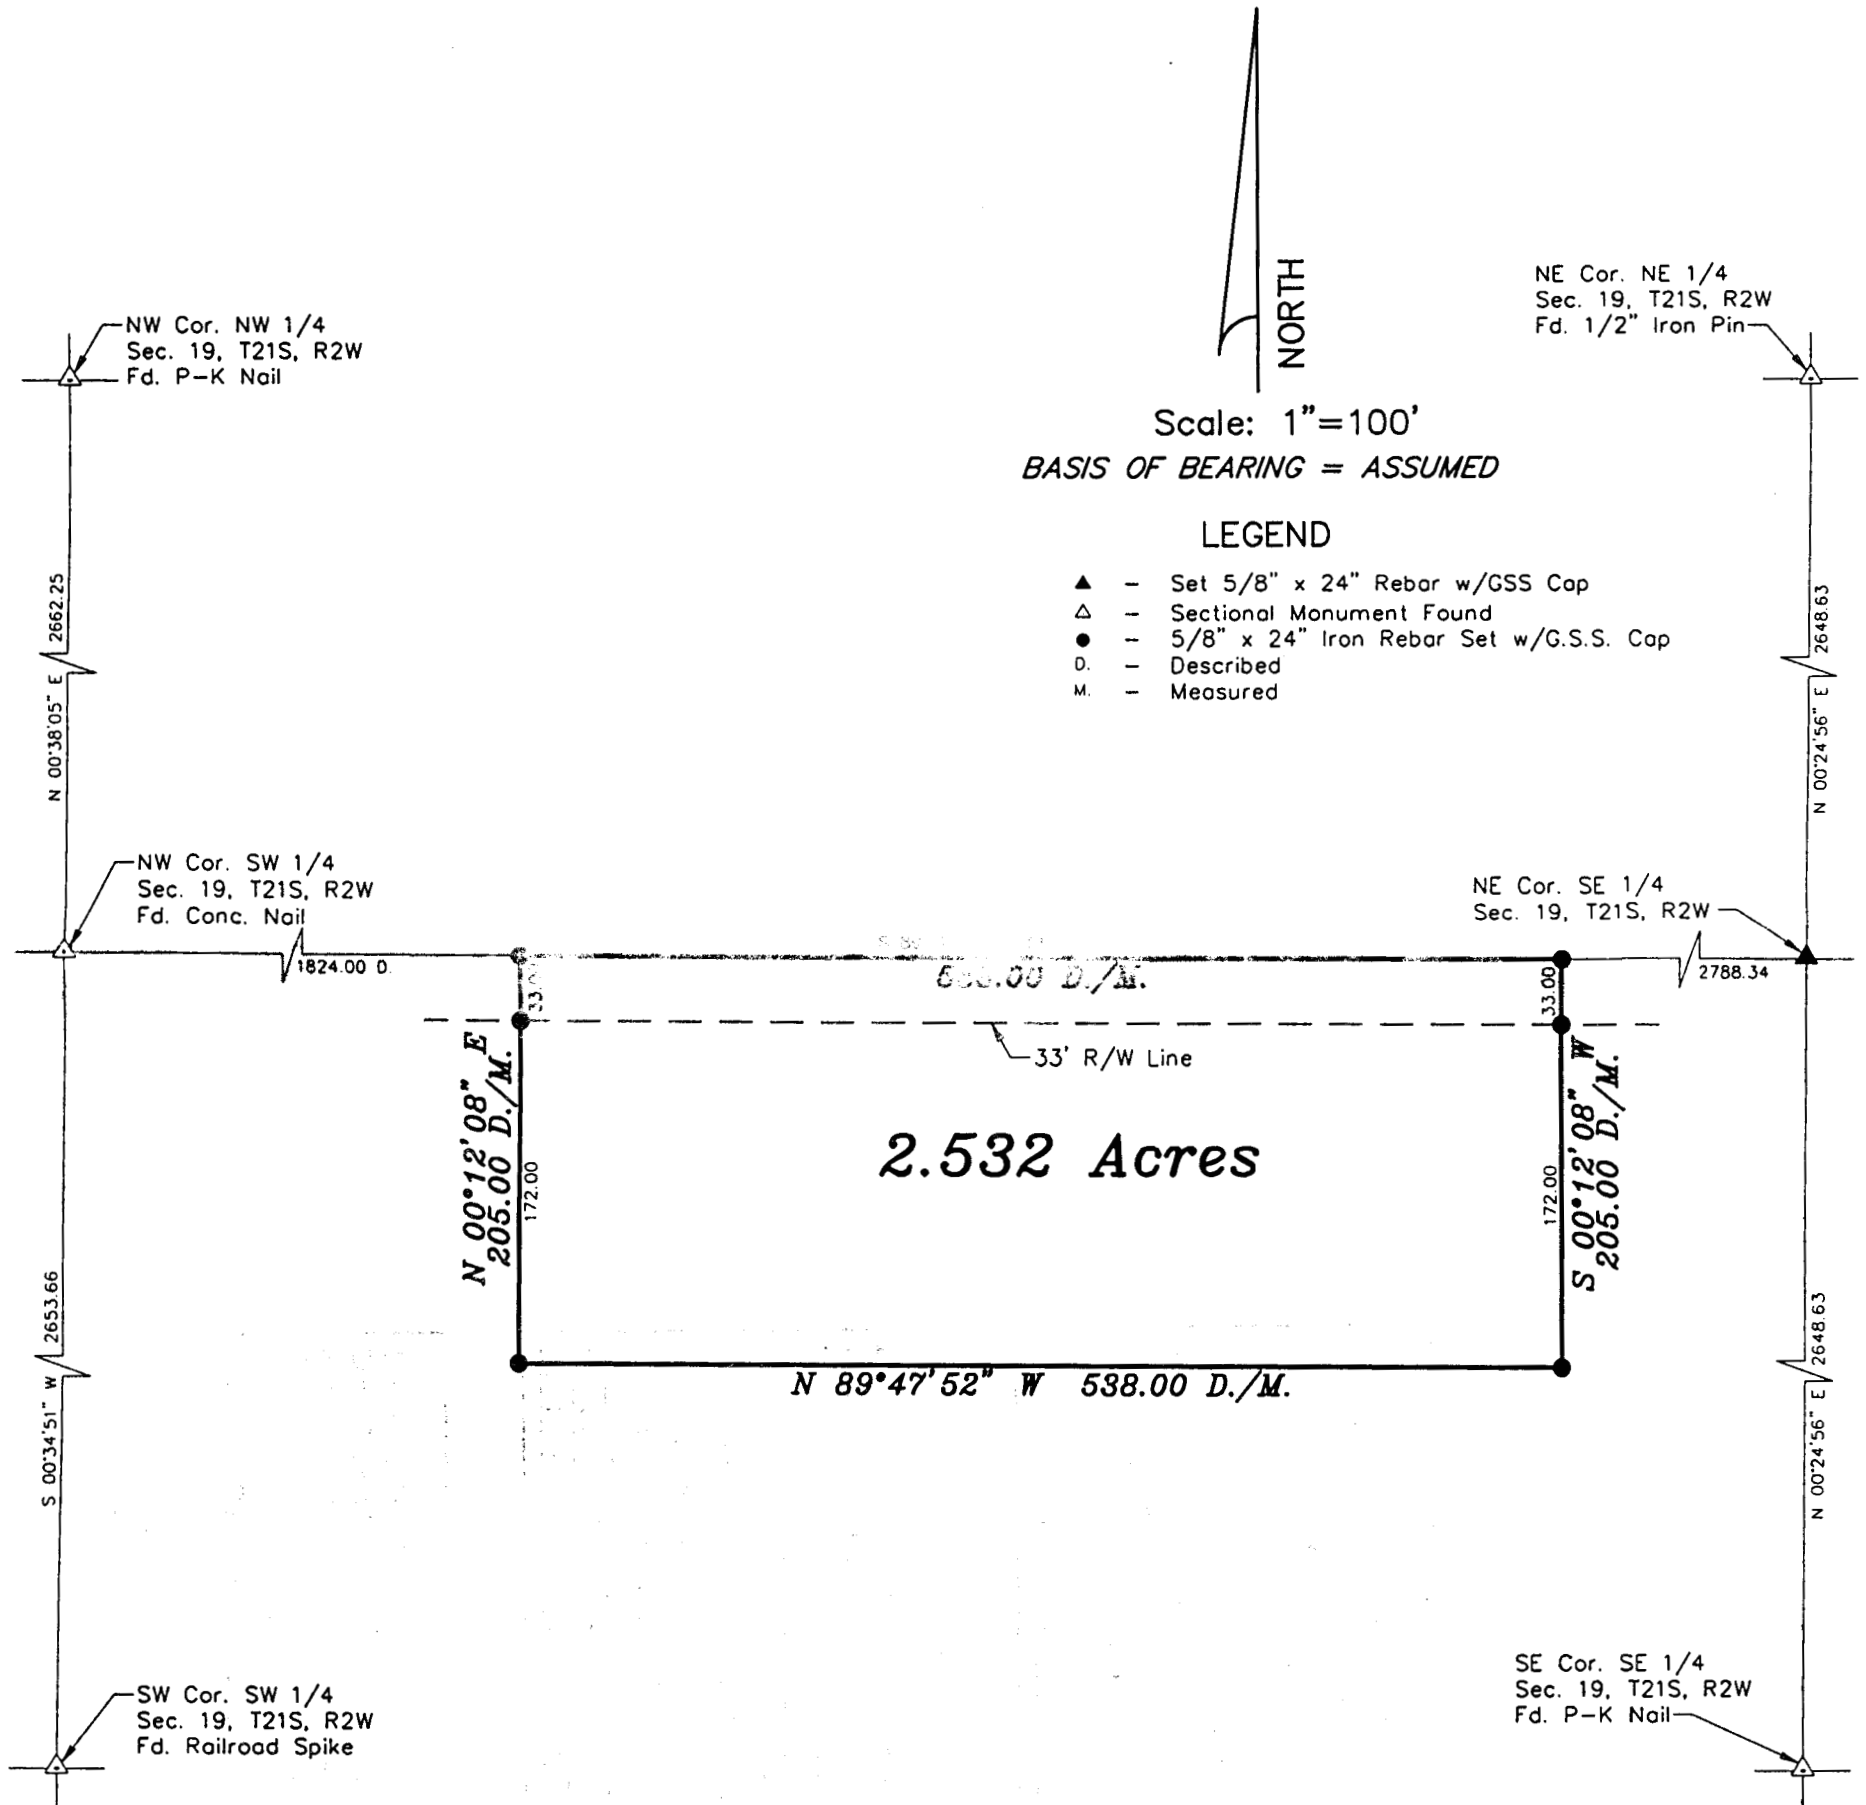 NORTH
NE Cor. NE 1/4
Sec. 19, T21S, R2W
Fd. 1/2" Iron Pin
NW Cor. NW 1/4
Sec. 19, T21S, R2W
Fd. P-K Nail
Scale: 1"=100'
BASIS OF BEARING = ASSUMED
LEGEND
▲ - Set 5/8" x 24" Rebar w/GSS Cap
△ - Sectional Monument Found
● - 5/8" x 24" Iron Rebar Set w/G.S.S. Cap
D. - Described
M. - Measured
N 00°38'05" E 2662.25
N 00°24'56" E 2648.63
NW Cor. SW 1/4
Sec. 19, T21S, R2W
Fd. Conc. Nail
NE Cor. SE 1/4
Sec. 19, T21S, R2W
1824.00 D.
D./M.
2788.34
33.00
33' R/W Line
N 00°12'08" E
205.00 D./M.
172.00
2.532 Acres
172.00
S 00°12'08" W
205.00 D./M.
N 89°47'52" W 538.00 D./M.
S 00°34'51" W 2653.66
N 00°24'56" E 2648.63
SW Cor. SW 1/4
Sec. 19, T21S, R2W
Fd. Railroad Spike
SE Cor. SE 1/4
Sec. 19, T21S, R2W
Fd. P-K Nail